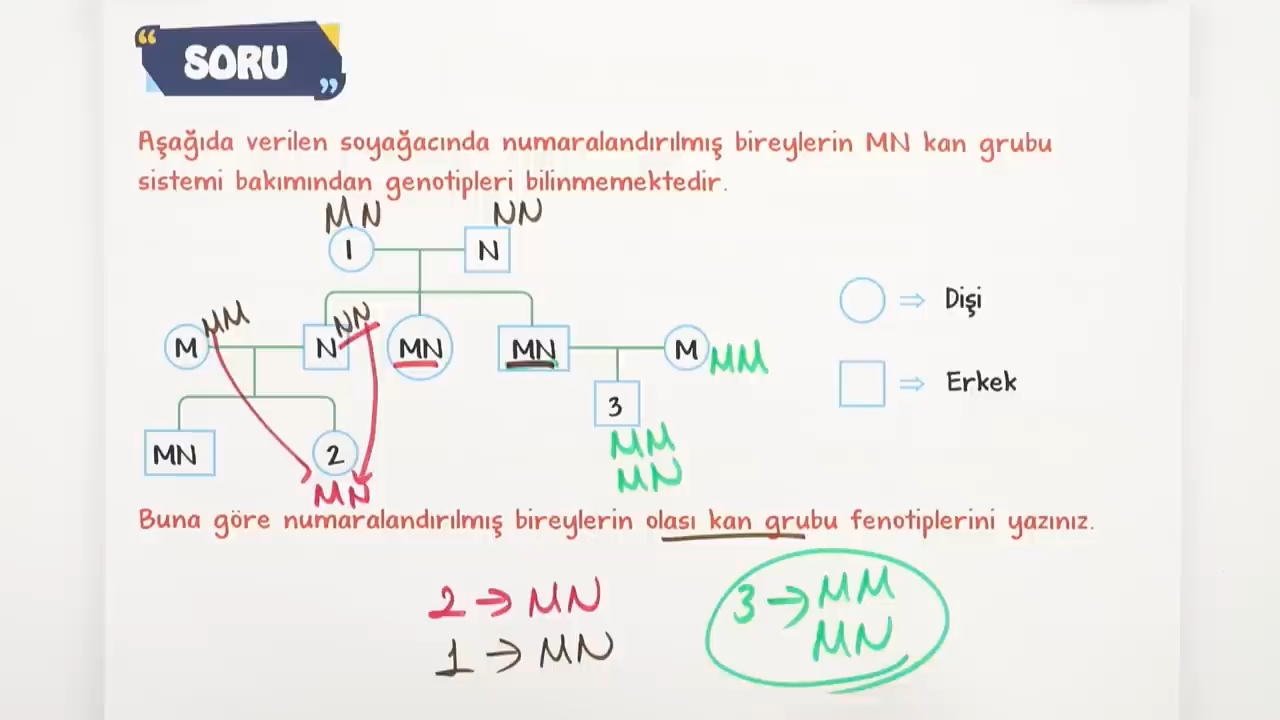 “ SORU ”
Aşağıda verilen soyağacında numaralandırılmış bireylerin MN kan grubu
sistemi bakımından genotipleri bilinmemektedir.
MN NN
1 N
Dişi
MM NN
M N MN MN M MM
Erkek
3
MM
MN 2
MN
MN
Buna göre numaralandırılmış bireylerin olası kan grubu fenotiplerini yazınız.
2 → MN
1 → MN
3 → MM
MN